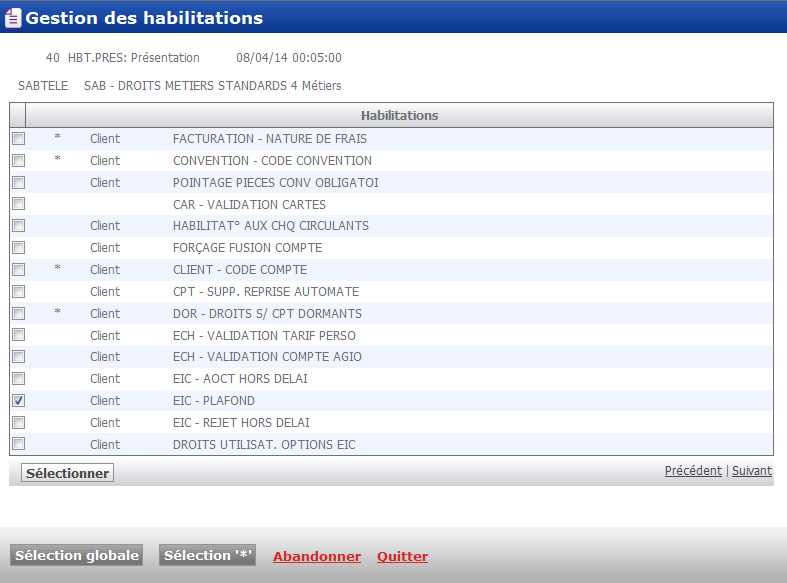 Gestion des habilitations
40 HBT.PRES: Présentation 08/04/14 00:05:00
SABTELE SAB - DROITS METIERS STANDARDS 4 Métiers
Habilitations
* Client FACTURATION - NATURE DE FRAIS
* Client CONVENTION - CODE CONVENTION
Client POINTAGE PIECES CONV OBLIGATOI
CAR - VALIDATION CARTES
Client HABILITAT° AUX CHQ CIRCULANTS
Client FORÇAGE FUSION COMPTE
* Client CLIENT - CODE COMPTE
Client CPT - SUPP. REPRISE AUTOMATE
* Client DOR - DROITS S/ CPT DORMANTS
Client ECH - VALIDATION TARIF PERSO
Client ECH - VALIDATION COMPTE AGIO
Client EIC - AOCT HORS DELAI
Client EIC - PLAFOND
Client EIC - REJET HORS DELAI
Client DROITS UTILISAT. OPTIONS EIC
Sélectionner Précédent | Suivant
Sélection globale Sélection '*' Abandonner Quitter